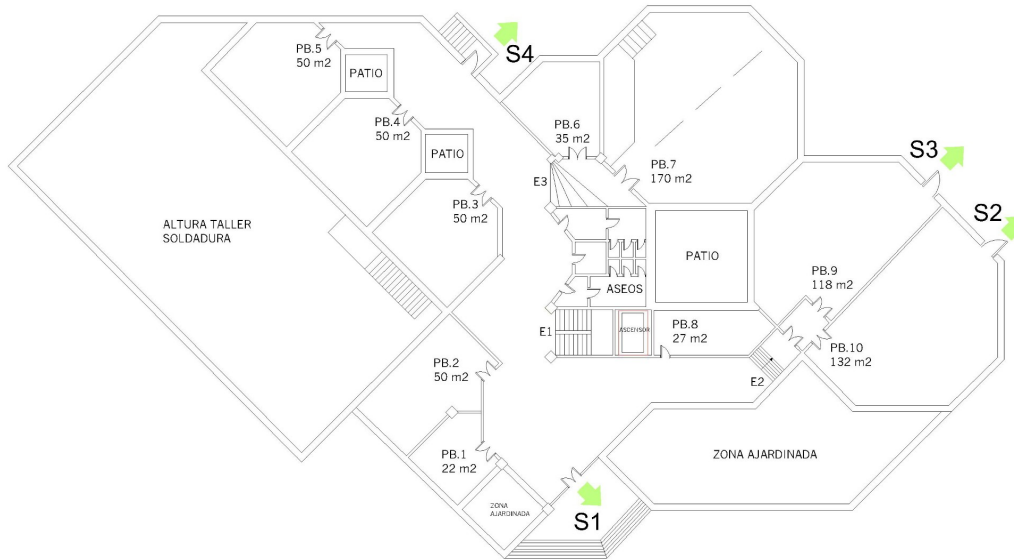 PB.5
50 m2
PATIO
S4
PB.4
50 m2
PATIO
PB.6
35 m2
PB.7
170 m2
E3
S3
PB.3
50 m2
S2
ALTURA TALLER
SOLDADURA
PATIO
PB.9
118 m2
ASEOS
E1
ASCENSOR
PB.8
27 m2
PB.10
132 m2
PB.2
50 m2
E2
PB.1
22 m2
ZONA AJARDINADA
ZONA
AJARDINADA
S1